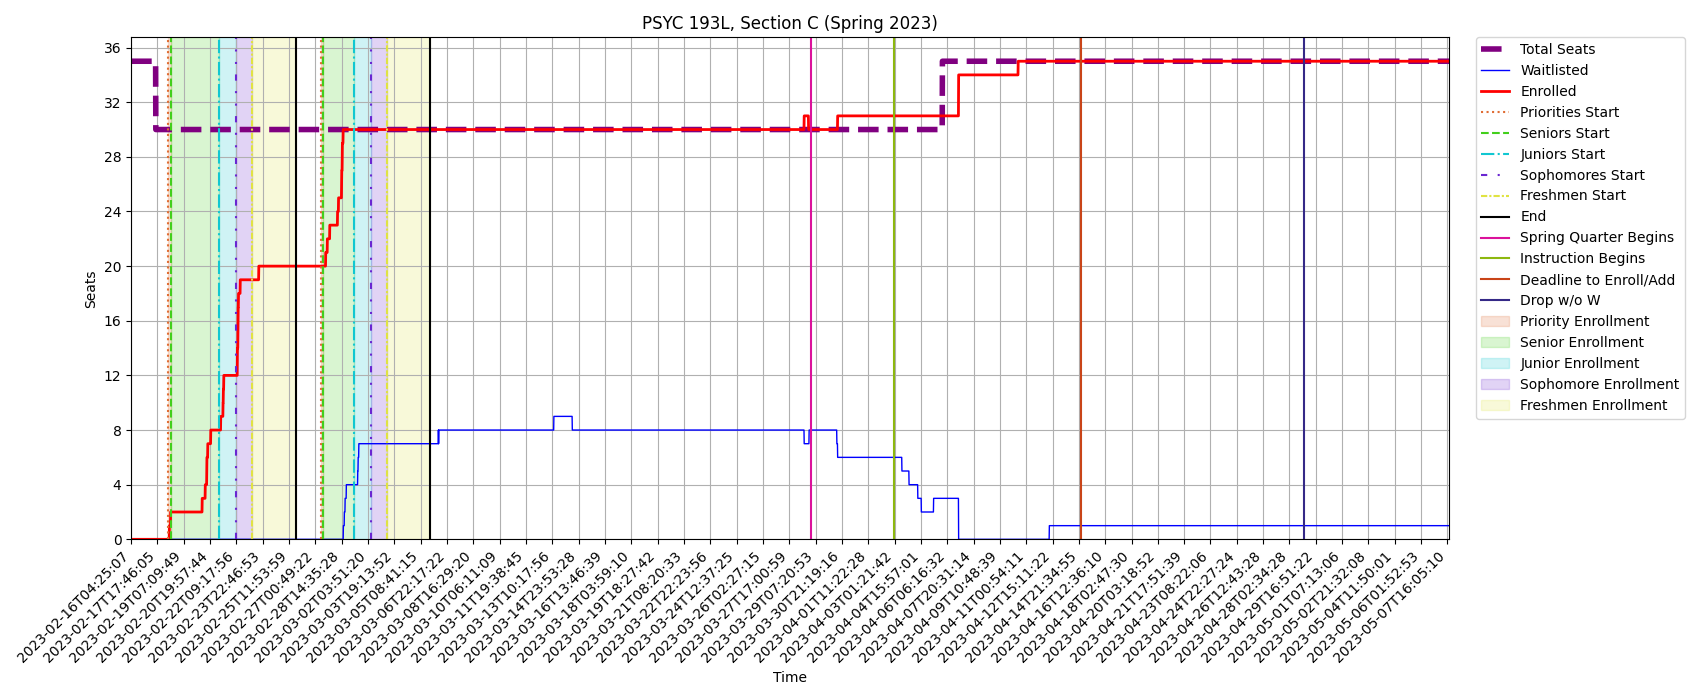 PSYC 193L, Section C (Spring 2023)
Seats
36
32
28
24
20
16
12
8
4
0
2023-02-16T04:25:07
2023-02-17T17:46:05
2023-02-19T07:09:49
2023-02-20T19:57:44
2023-02-22T09:17:56
2023-02-23T22:46:53
2023-02-25T11:53:59
2023-02-27T00:49:22
2023-02-28T14:35:28
2023-03-02T03:51:20
2023-03-03T19:13:52
2023-03-05T08:41:15
2023-03-06T22:17:22
2023-03-08T16:29:20
2023-03-10T06:11:09
2023-03-11T19:38:45
2023-03-13T10:17:56
2023-03-14T23:53:28
2023-03-16T13:46:39
2023-03-18T03:59:10
2023-03-19T18:27:42
2023-03-21T08:20:33
2023-03-22T22:23:56
2023-03-24T12:37:25
2023-03-26T02:27:15
2023-03-27T17:00:59
2023-03-29T07:20:53
2023-03-30T21:19:16
2023-04-01T11:22:28
2023-04-03T01:21:42
2023-04-04T15:57:01
2023-04-06T06:16:32
2023-04-07T20:31:14
2023-04-09T10:48:39
2023-04-11T00:54:11
2023-04-12T15:11:22
2023-04-14T21:34:55
2023-04-16T12:36:10
2023-04-18T02:47:30
2023-04-20T03:18:52
2023-04-21T17:51:39
2023-04-23T08:22:06
2023-04-24T22:27:24
2023-04-26T12:43:28
2023-04-28T02:34:28
2023-04-29T16:51:22
2023-05-01T07:13:06
2023-05-02T21:32:08
2023-05-04T11:50:01
2023-05-06T01:52:53
2023-05-07T16:05:10
Time
Total Seats
Waitlisted
Enrolled
Priorities Start
Seniors Start
Juniors Start
Sophomores Start
Freshmen Start
End
Spring Quarter Begins
Instruction Begins
Deadline to Enroll/Add
Drop w/o W
Priority Enrollment
Senior Enrollment
Junior Enrollment
Sophomore Enrollment
Freshmen Enrollment